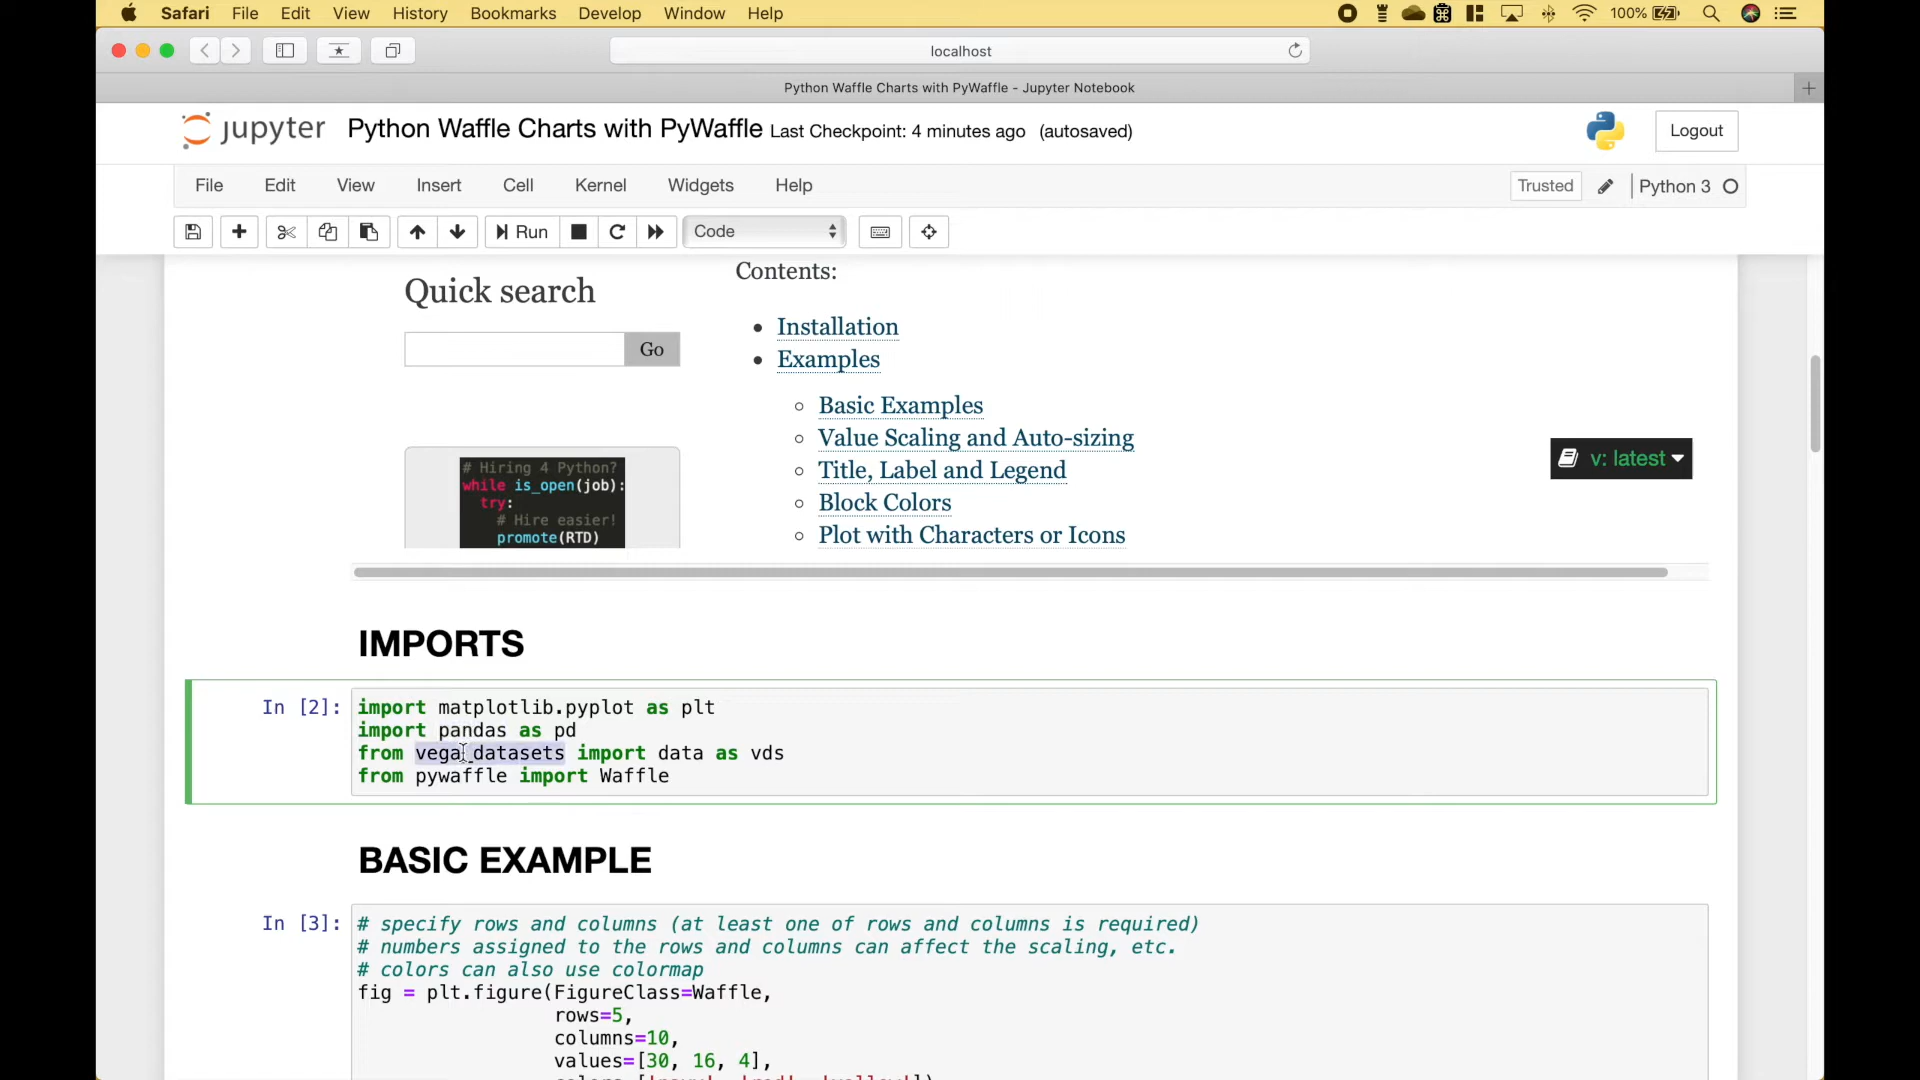 Safari File Edit View History Bookmarks Develop Window Help 100%
localhost
Python Waffle Charts with PyWaffle - Jupyter Notebook
jupyter Python Waffle Charts with PyWaffle Last Checkpoint: 4 minutes ago (autosaved) Logout
File Edit View Insert Cell Kernel Widgets Help Trusted Python 3
Run Code
Contents:
Quick search
Go
Installation
Examples
Basic Examples
Value Scaling and Auto-sizing
Title, Label and Legend
Block Colors
Plot with Characters or Icons
# Hiring 4 Python?
while is_open(job):
try:
# Hire easier!
promote(RTD)
v: latest
IMPORTS
In [2]: import matplotlib.pyplot as plt
import pandas as pd
from vega_datasets import data as vds
from pywaffle import Waffle
BASIC EXAMPLE
In [3]: # specify rows and columns (at least one of rows and columns is required)
# numbers assigned to the rows and columns can affect the scaling, etc.
# colors can also use colormap
fig = plt.figure(FigureClass=Waffle,
rows=5,
columns=10,
values=[30, 16, 4],